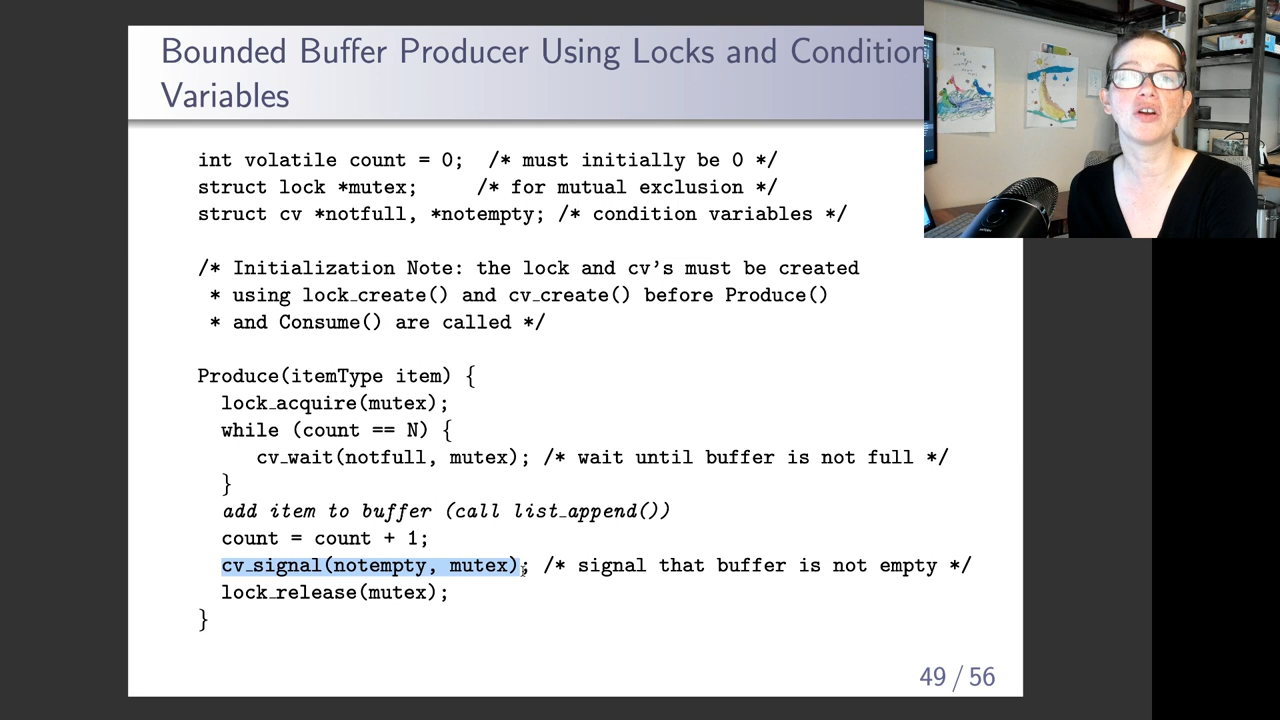 Bounded Buffer Producer Using Locks and Condition
Variables
int volatile count = 0; /* must initially be 0 */
struct lock *mutex; /* for mutual exclusion */
struct cv *notfull, *notempty; /* condition variables */
/* Initialization Note: the lock and cv's must be created
* using lock_create() and cv_create() before Produce()
* and Consume() are called */
Produce(itemType item) {
lock_acquire(mutex);
while (count == N) {
cv_wait(notfull, mutex); /* wait until buffer is not full */
}
add item to buffer (call list_append())
count = count + 1;
cv_signal(notempty, mutex); /* signal that buffer is not empty */
lock_release(mutex);
}
49 / 56